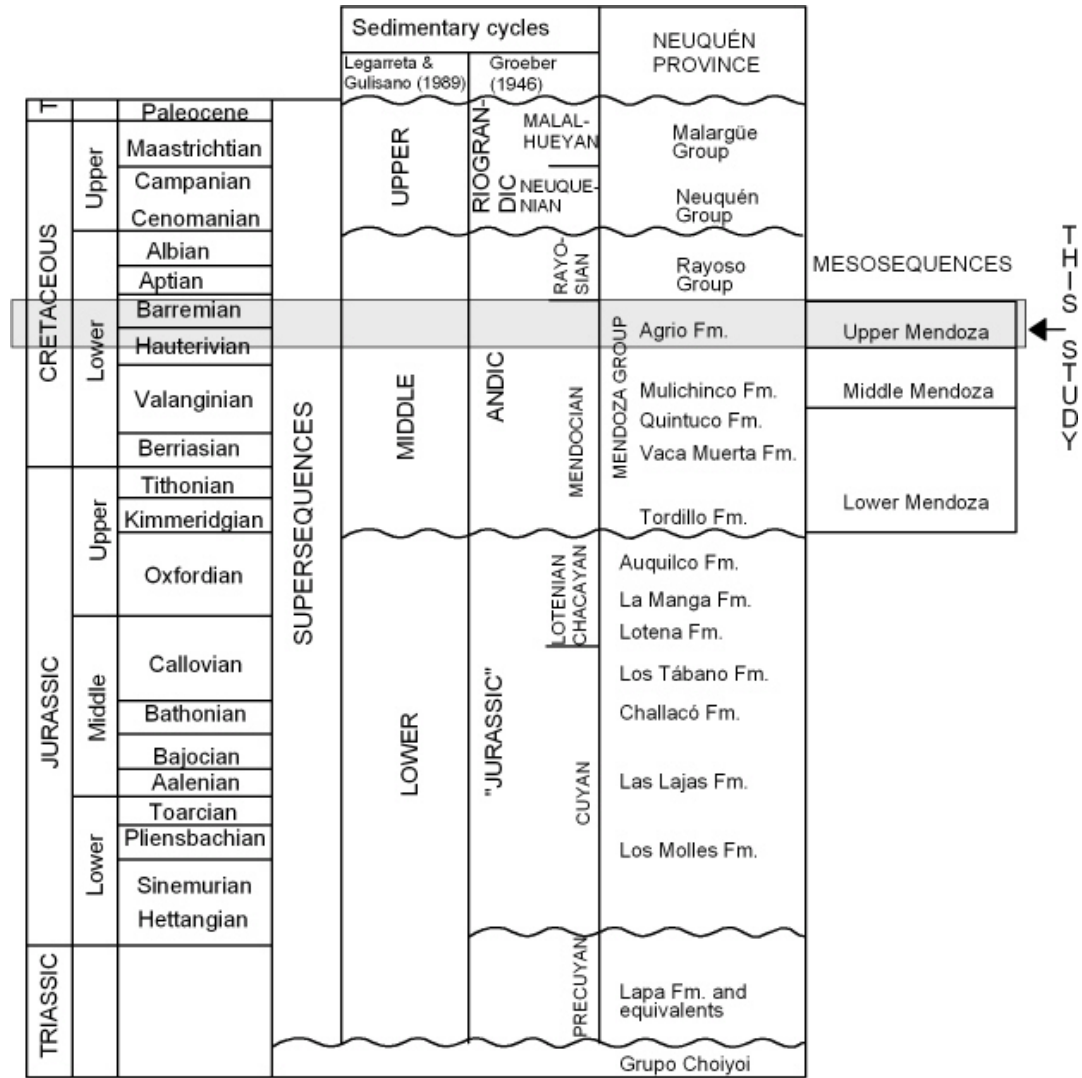 Sedimentary cycles
NEUQUÉN
PROVINCE
Legarreta &
Gulisano (1989)
Groeber
(1946)
T
Paleocene
CRETACEOUS
Upper
Maastrichtian
Campanian
Cenomanian
Lower
Albian
Aptian
Barremian
Hauterivian
Valanginian
Berriasian
JURASSIC
Upper
Tithonian
Kimmeridgian
Oxfordian
Middle
Callovian
Bathonian
Bajocian
Aalenian
Lower
Toarcian
Pliensbachian
Sinemurian
Hettangian
TRIASSIC
SUPERSEQUENCES
UPPER
MIDDLE
LOWER
RIOGRAN-
DIC
ANDIC
"JURASSIC"
MALAL-
HUEYAN
NEUQUE-
NIAN
RAYO-
SIAN
MENDOCIAN
LOTENIAN
CHACAYAN
CUYAN
PRECUYAN
Malargüe
Group
Neuquén
Group
Rayoso
Group
MENDOZA GROUP
Agrio Fm.
Mulichinco Fm.
Quintuco Fm.
Vaca Muerta Fm.
Tordillo Fm.
Auquilco Fm.
La Manga Fm.
Lotena Fm.
Los Tábano Fm.
Challacó Fm.
Las Lajas Fm.
Los Molles Fm.
Lapa Fm. and
equivalents
Grupo Choiyoi
MESOSEQUENCES
Upper Mendoza
Middle Mendoza
Lower Mendoza
THIS STUDY